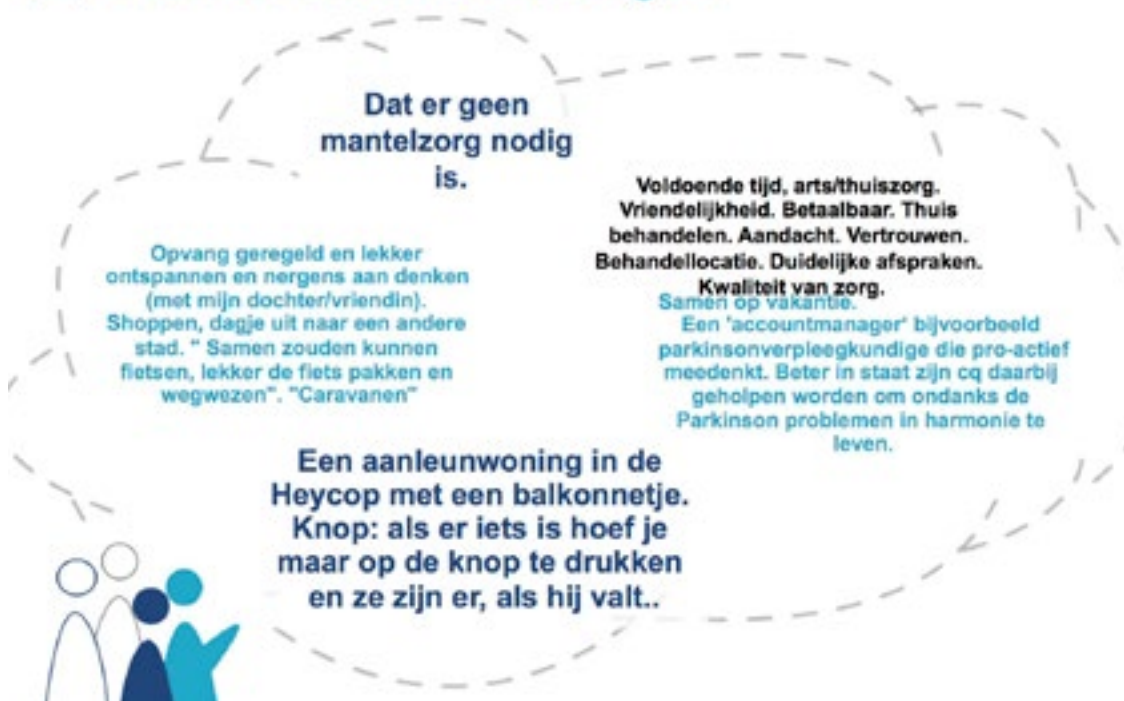 Dat er geen
mantelzorg nodig
is.
Voldoende tijd, arts/thuiszorg.
Vriendelijkheid. Betaalbaar. Thuis
behandelen. Aandacht. Vertrouwen.
Behandellocatie. Duidelijke afspraken.
Kwaliteit van zorg.
Opvang geregeld en lekker
ontspannen en nergens aan denken
(met mijn dochter/vriendin).
Shoppen, dagje uit naar een andere
stad. " Samen zouden kunnen
fietsen, lekker de fiets pakken en
wegwezen". "Caravanen"
Samen op vakantie.
Een 'accountmanager' bijvoorbeeld
parkinsonverpleegkundige die pro-actief
meedenkt. Beter in staat zijn cq daarbij
geholpen worden om ondanks de
Parkinson problemen in harmonie te
leven.
Een aanleunwoning in de
Heycop met een balkonnetje.
Knop: als er iets is hoef je
maar op de knop te drukken
en ze zijn er, als hij valt..